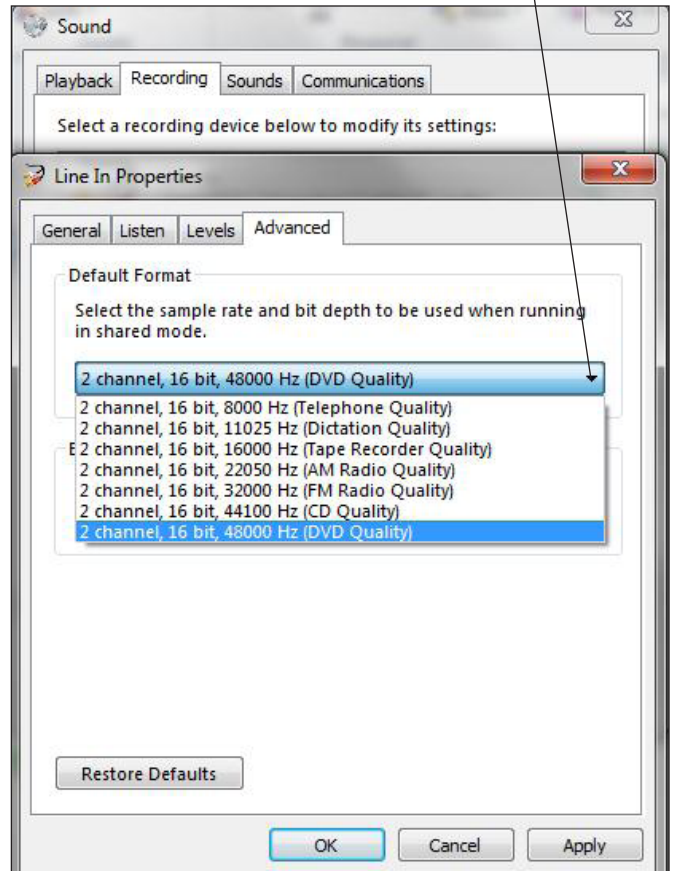 Sound
Playback Recording Sounds Communications
Select a recording device below to modify its settings:
Line In Properties
General Listen Levels Advanced
Default Format
Select the sample rate and bit depth to be used when running
in shared mode.
2 channel, 16 bit, 48000 Hz (DVD Quality)
2 channel, 16 bit, 8000 Hz (Telephone Quality)
2 channel, 16 bit, 11025 Hz (Dictation Quality)
2 channel, 16 bit, 16000 Hz (Tape Recorder Quality)
2 channel, 16 bit, 22050 Hz (AM Radio Quality)
2 channel, 16 bit, 32000 Hz (FM Radio Quality)
2 channel, 16 bit, 44100 Hz (CD Quality)
2 channel, 16 bit, 48000 Hz (DVD Quality)
Restore Defaults
OK Cancel Apply